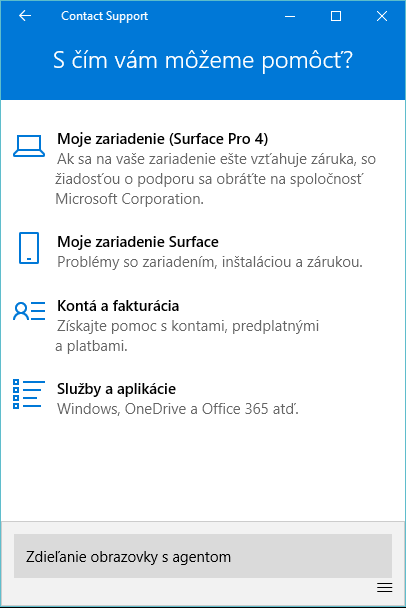 Contact Support
S čím vám môžeme pomôcť?
Moje zariadenie (Surface Pro 4)
Ak sa na vaše zariadenie ešte vzťahuje záruka, so
žiadosťou o podporu sa obráťte na spoločnosť
Microsoft Corporation.
Moje zariadenie Surface
Problémy so zariadením, inštaláciou a zárukou.
Kontá a fakturácia
Získajte pomoc s kontami, predplatnými
a platbami.
Služby a aplikácie
Windows, OneDrive a Office 365 atď.
Zdieľanie obrazovky s agentom